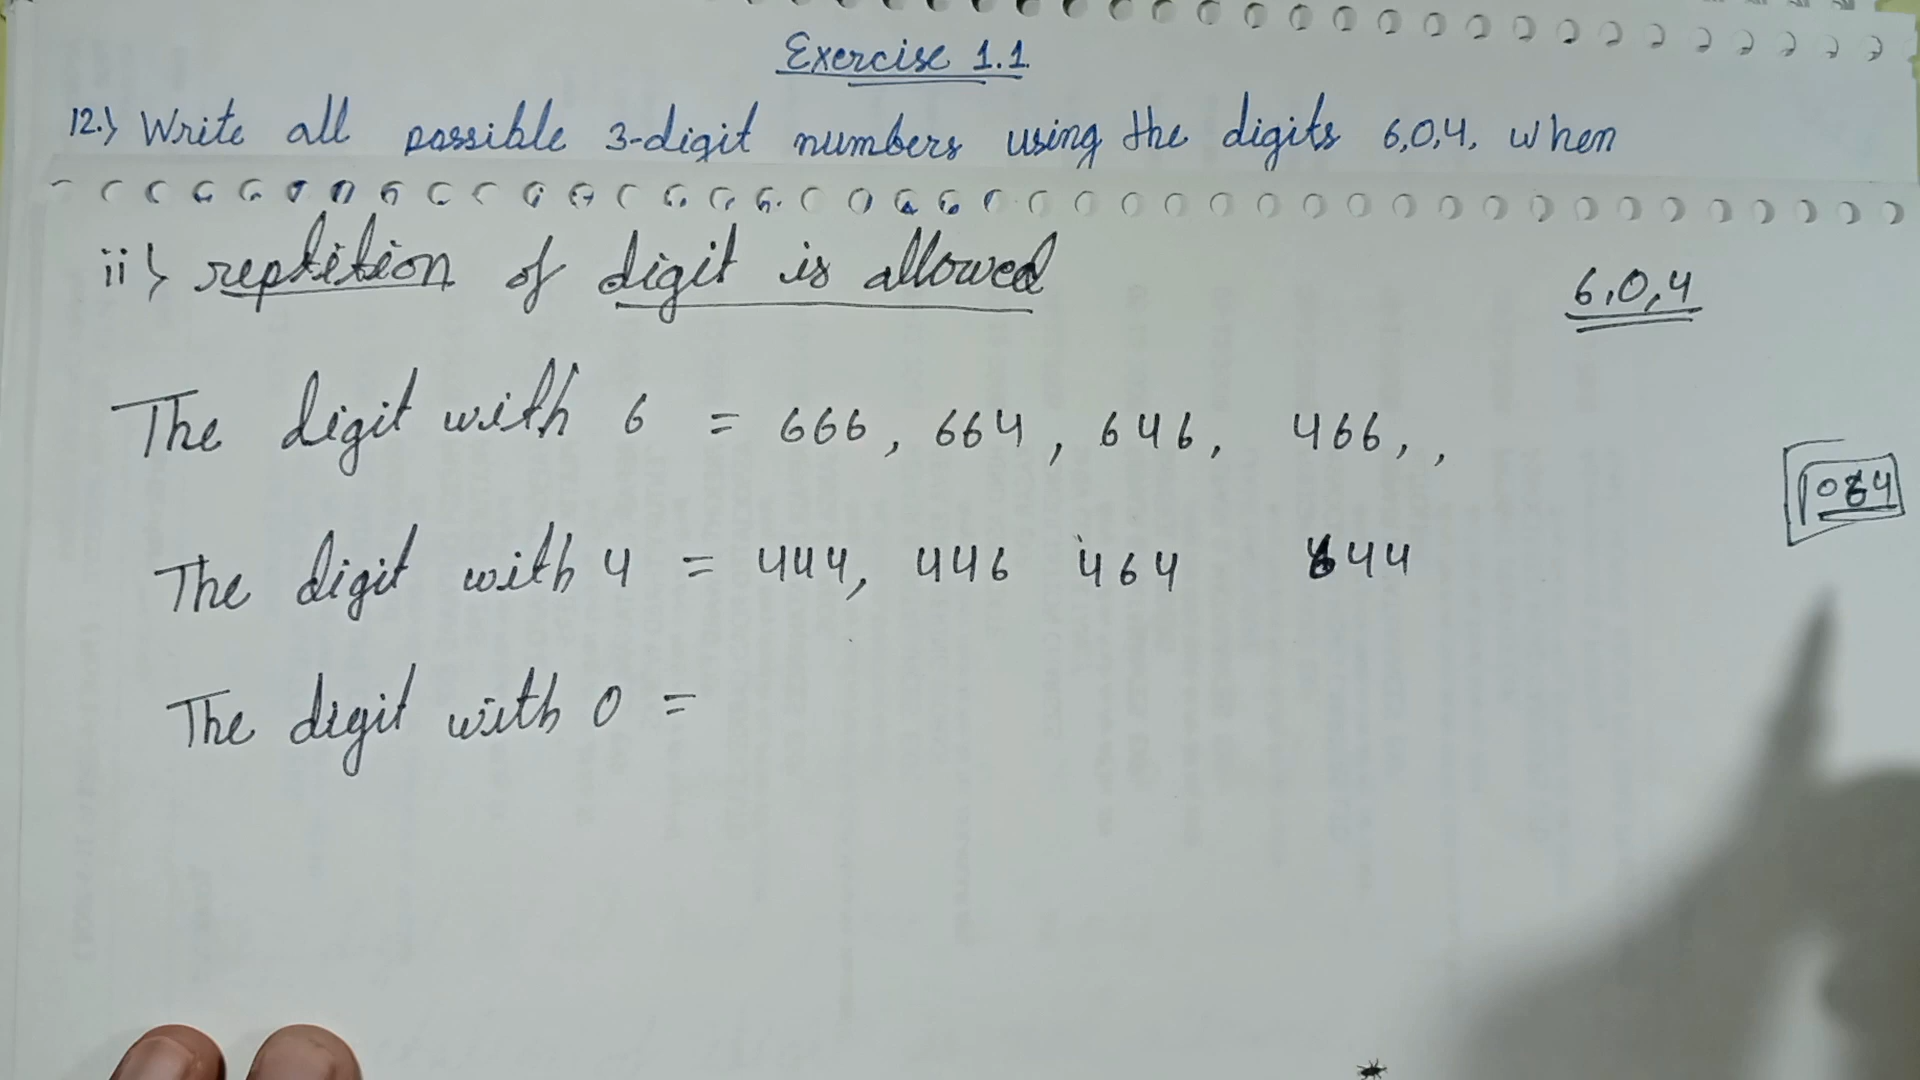 Exercise 1.1
12.) Write all possible 3-digit numbers using the digits 6,0,4, when
ii) reptition of digit is allowed
6,0,4
The digit with 6 = 666, 664, 646, 466, ,
064
The digit with 4 = 444, 446 464 644
The digit with 0 =